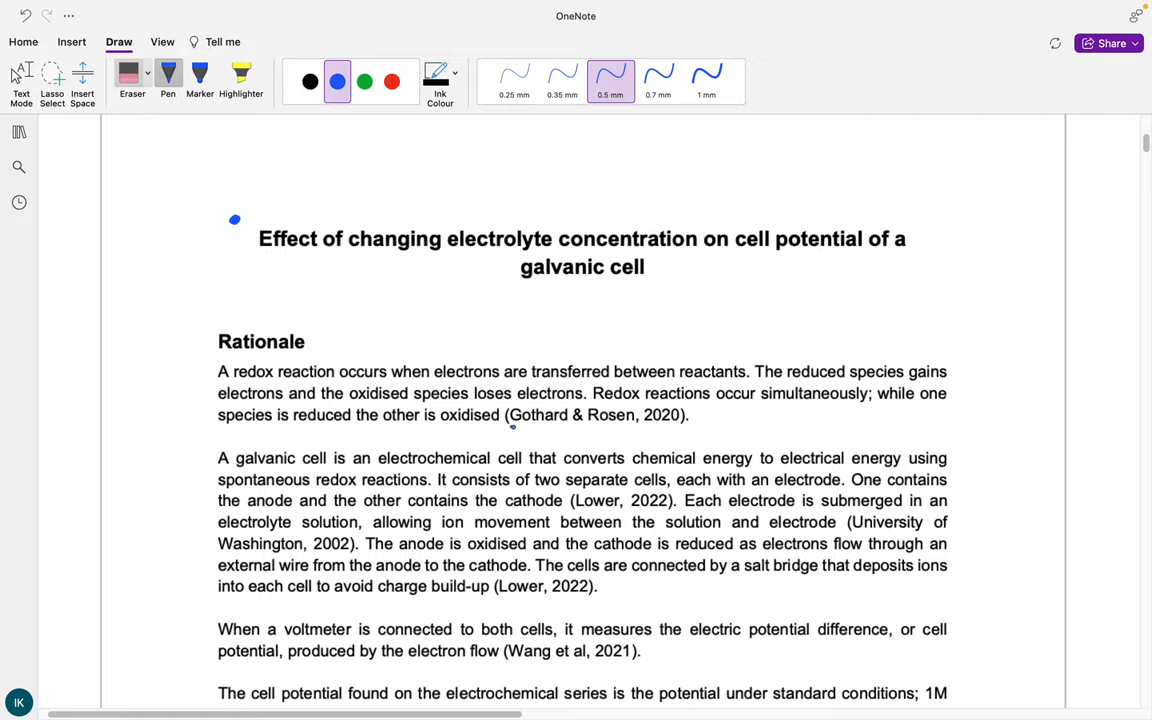 OneNote
Home Insert Draw View Tell me
Share
Text Mode
Lasso Select
Insert Space
Eraser
Pen
Marker
Highlighter
Ink Colour
0.25 mm
0.35 mm
0.5 mm
0.7 mm
1 mm
Effect of changing electrolyte concentration on cell potential of a
galvanic cell
Rationale
A redox reaction occurs when electrons are transferred between reactants. The reduced species gains
electrons and the oxidised species loses electrons. Redox reactions occur simultaneously; while one
species is reduced the other is oxidised (Gothard & Rosen, 2020).
A galvanic cell is an electrochemical cell that converts chemical energy to electrical energy using
spontaneous redox reactions. It consists of two separate cells, each with an electrode. One contains
the anode and the other contains the cathode (Lower, 2022). Each electrode is submerged in an
electrolyte solution, allowing ion movement between the solution and electrode (University of
Washington, 2002). The anode is oxidised and the cathode is reduced as electrons flow through an
external wire from the anode to the cathode. The cells are connected by a salt bridge that deposits ions
into each cell to avoid charge build-up (Lower, 2022).
When a voltmeter is connected to both cells, it measures the electric potential difference, or cell
potential, produced by the electron flow (Wang et al, 2021).
The cell potential found on the electrochemical series is the potential under standard conditions; 1M
IK